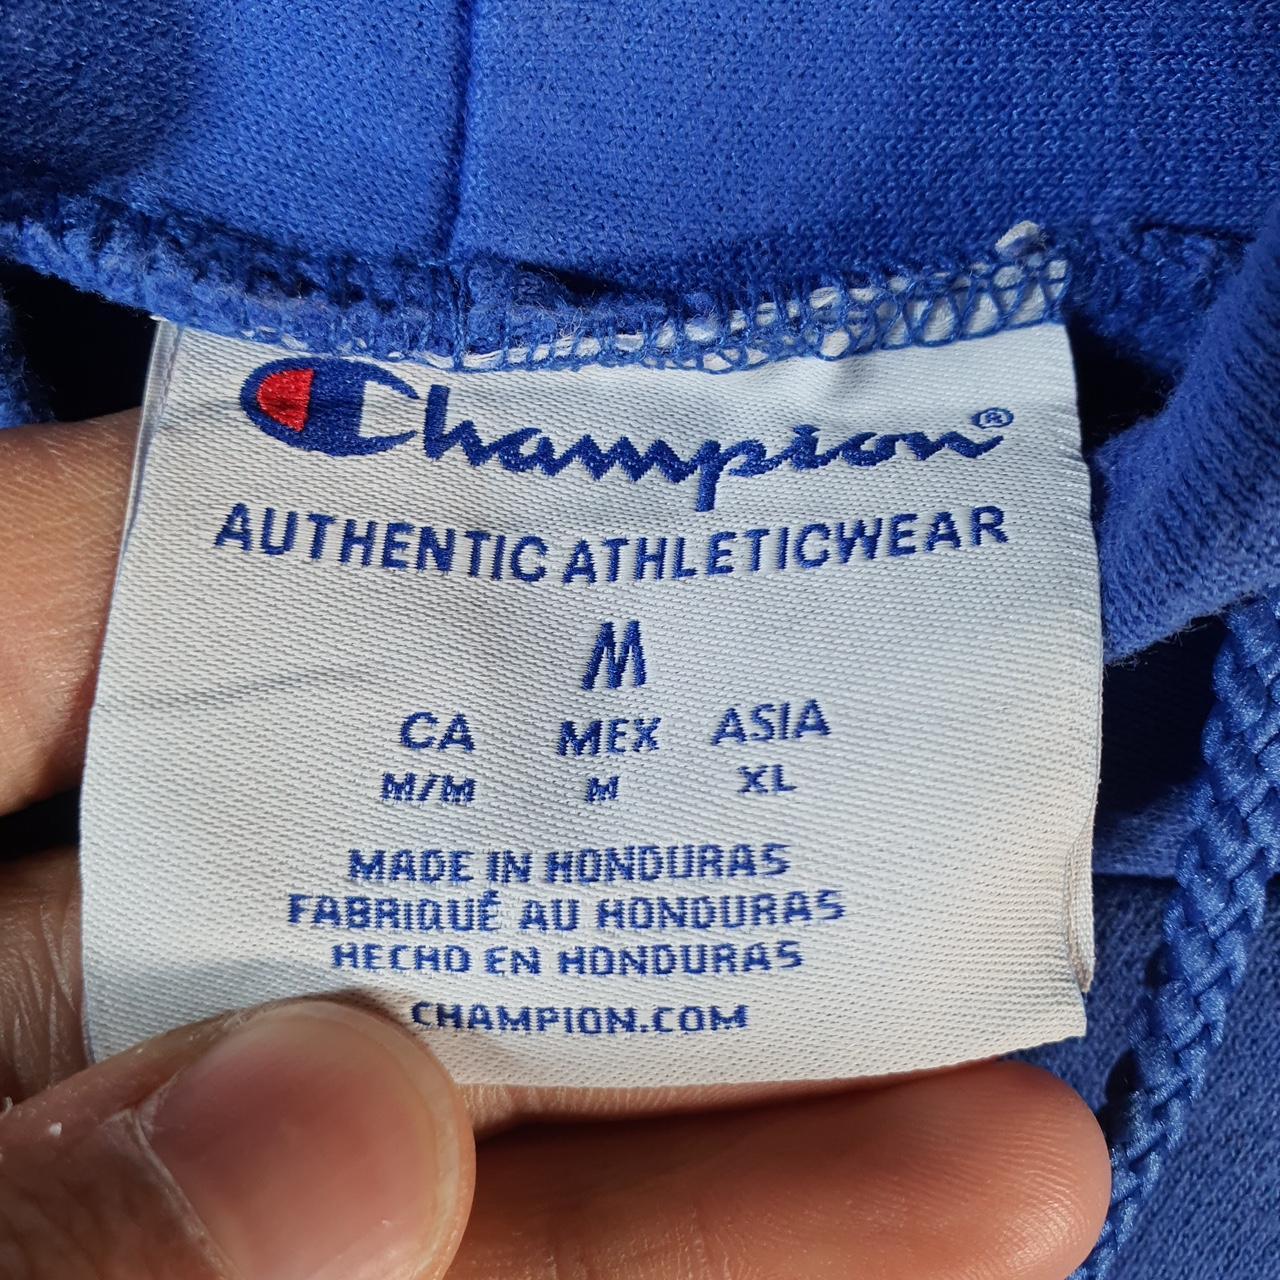 Champion®
AUTHENTIC ATHLETICWEAR
M
CA MEX ASIA
M/M M XL
MADE IN HONDURAS
FABRIQUÉ AU HONDURAS
HECHO EN HONDURAS
CHAMPION.COM